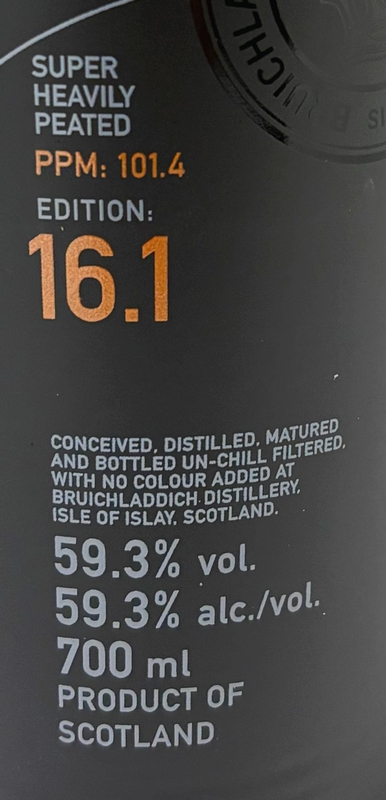 BRUICHLA
SUPER
HEAVILY
PEATED
PPM: 101.4
EDITION:
16.1
CONCEIVED, DISTILLED, MATURED
AND BOTTLED UN-CHILL FILTERED,
WITH NO COLOUR ADDED AT
BRUICHLADDICH DISTILLERY,
ISLE OF ISLAY, SCOTLAND.
59.3% vol.
59.3% alc./vol.
700 ml
PRODUCT OF
SCOTLAND